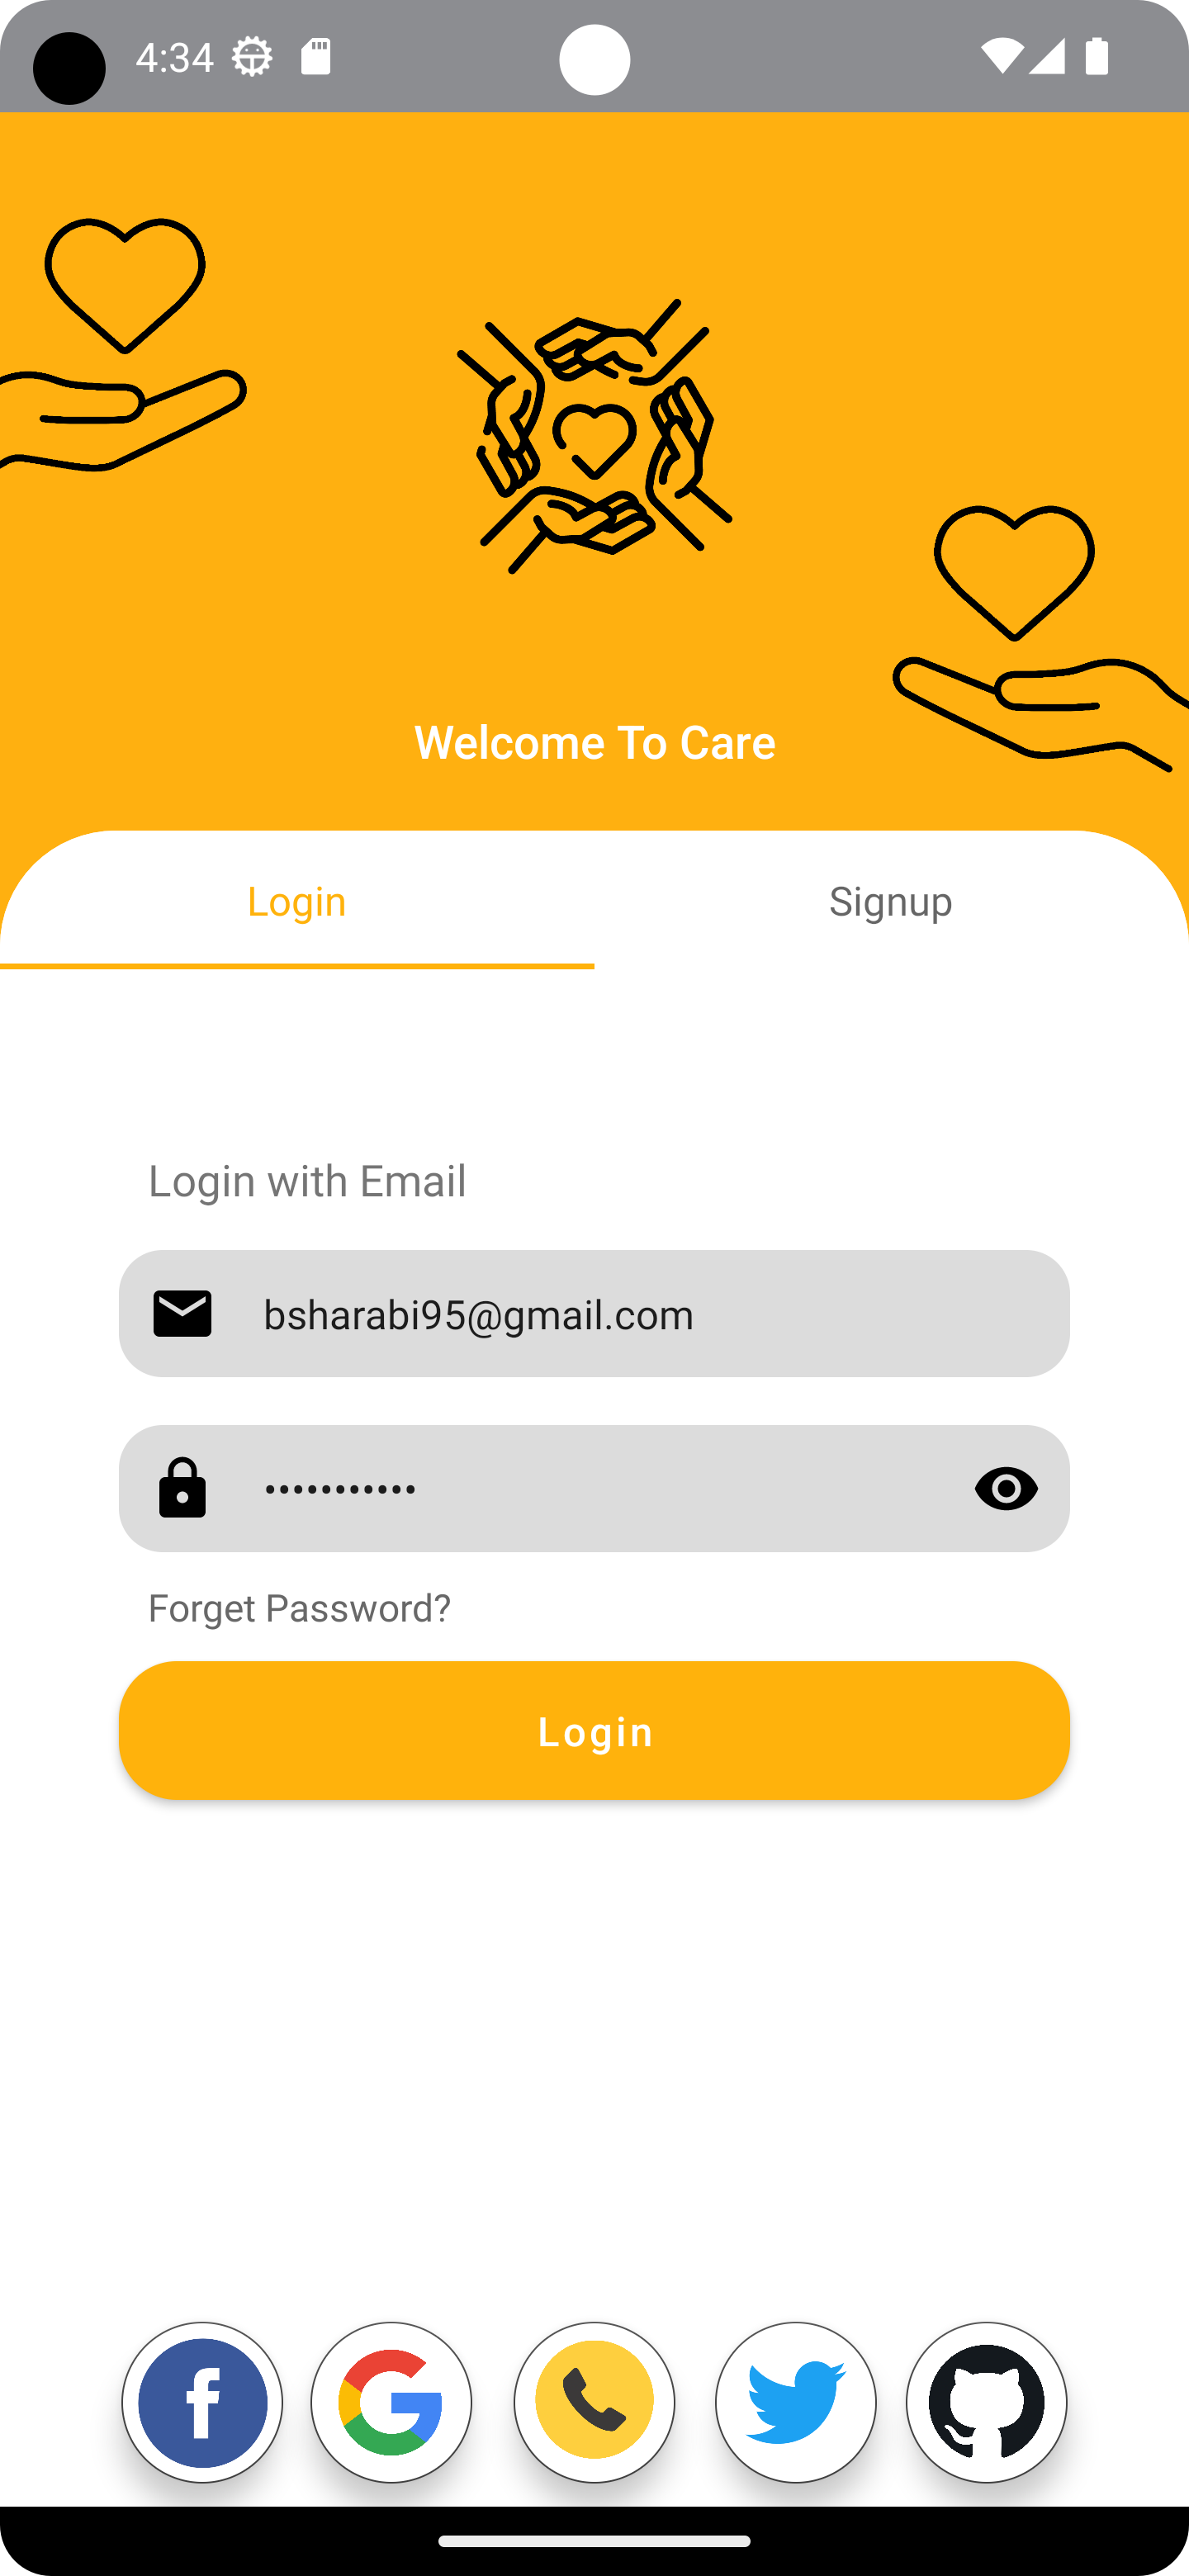 4:34
Welcome To Care
Login
Signup
Login with Email
bsharabi95@gmail.com
•••••••••••
Forget Password?
Login